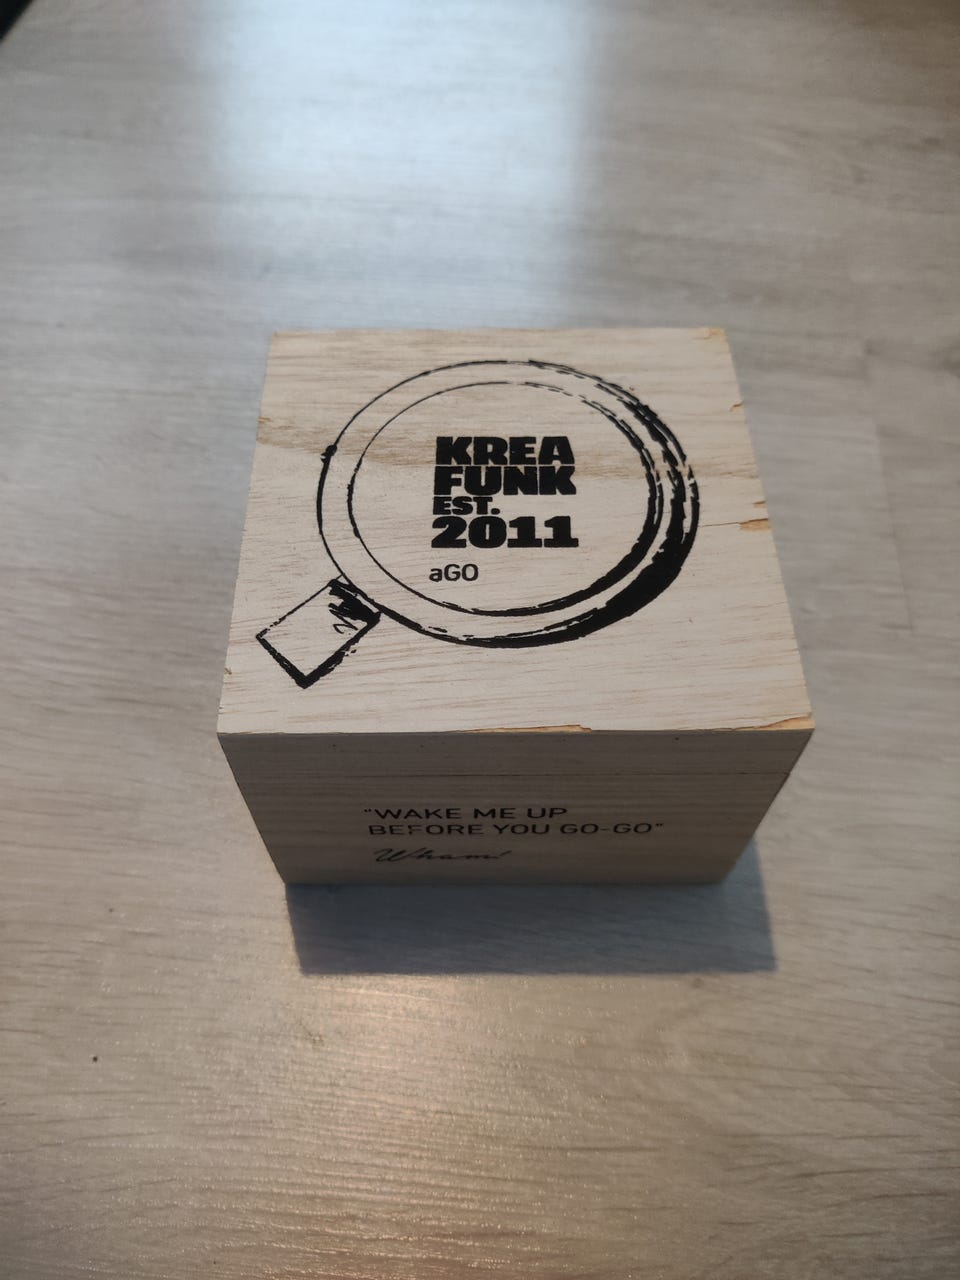 KREA
FUNK
EST.
2011
aGO
"WAKE ME UP
BEFORE YOU GO-GO"
Wham!